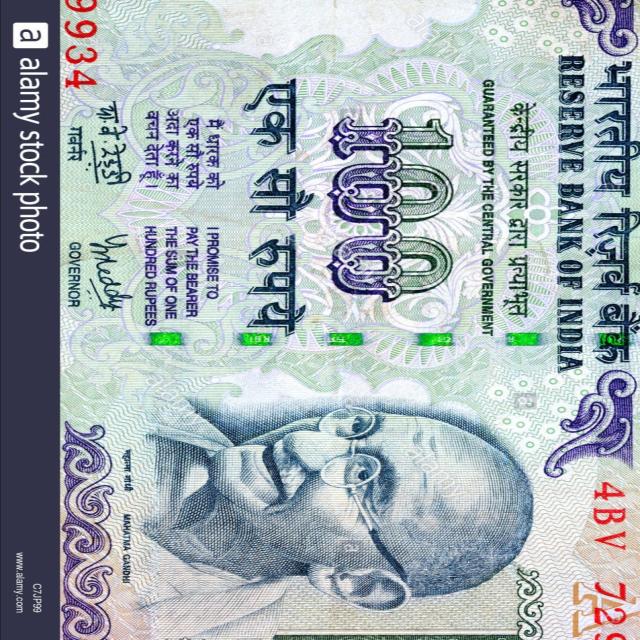 भारतीय रिज़र्व बैंक
RESERVE BANK OF INDIA
केन्द्रीय सरकार द्वारा प्रत्याभूत
GUARANTEED BY THE CENTRAL GOVERNMENT
4BV 729
100
एक सौ रुपये
मैं धारक को
एक सौ रुपये
अदा करने का
वचन देता हूँ।
I PROMISE TO
PAY THE BEARER
THE SUM OF ONE
HUNDRED RUPEES
गवर्नर
GOVERNOR
महात्मा गांधी
MAHATMA GANDHI
9934
a alamy stock photo
C7JP99
www.alamy.com